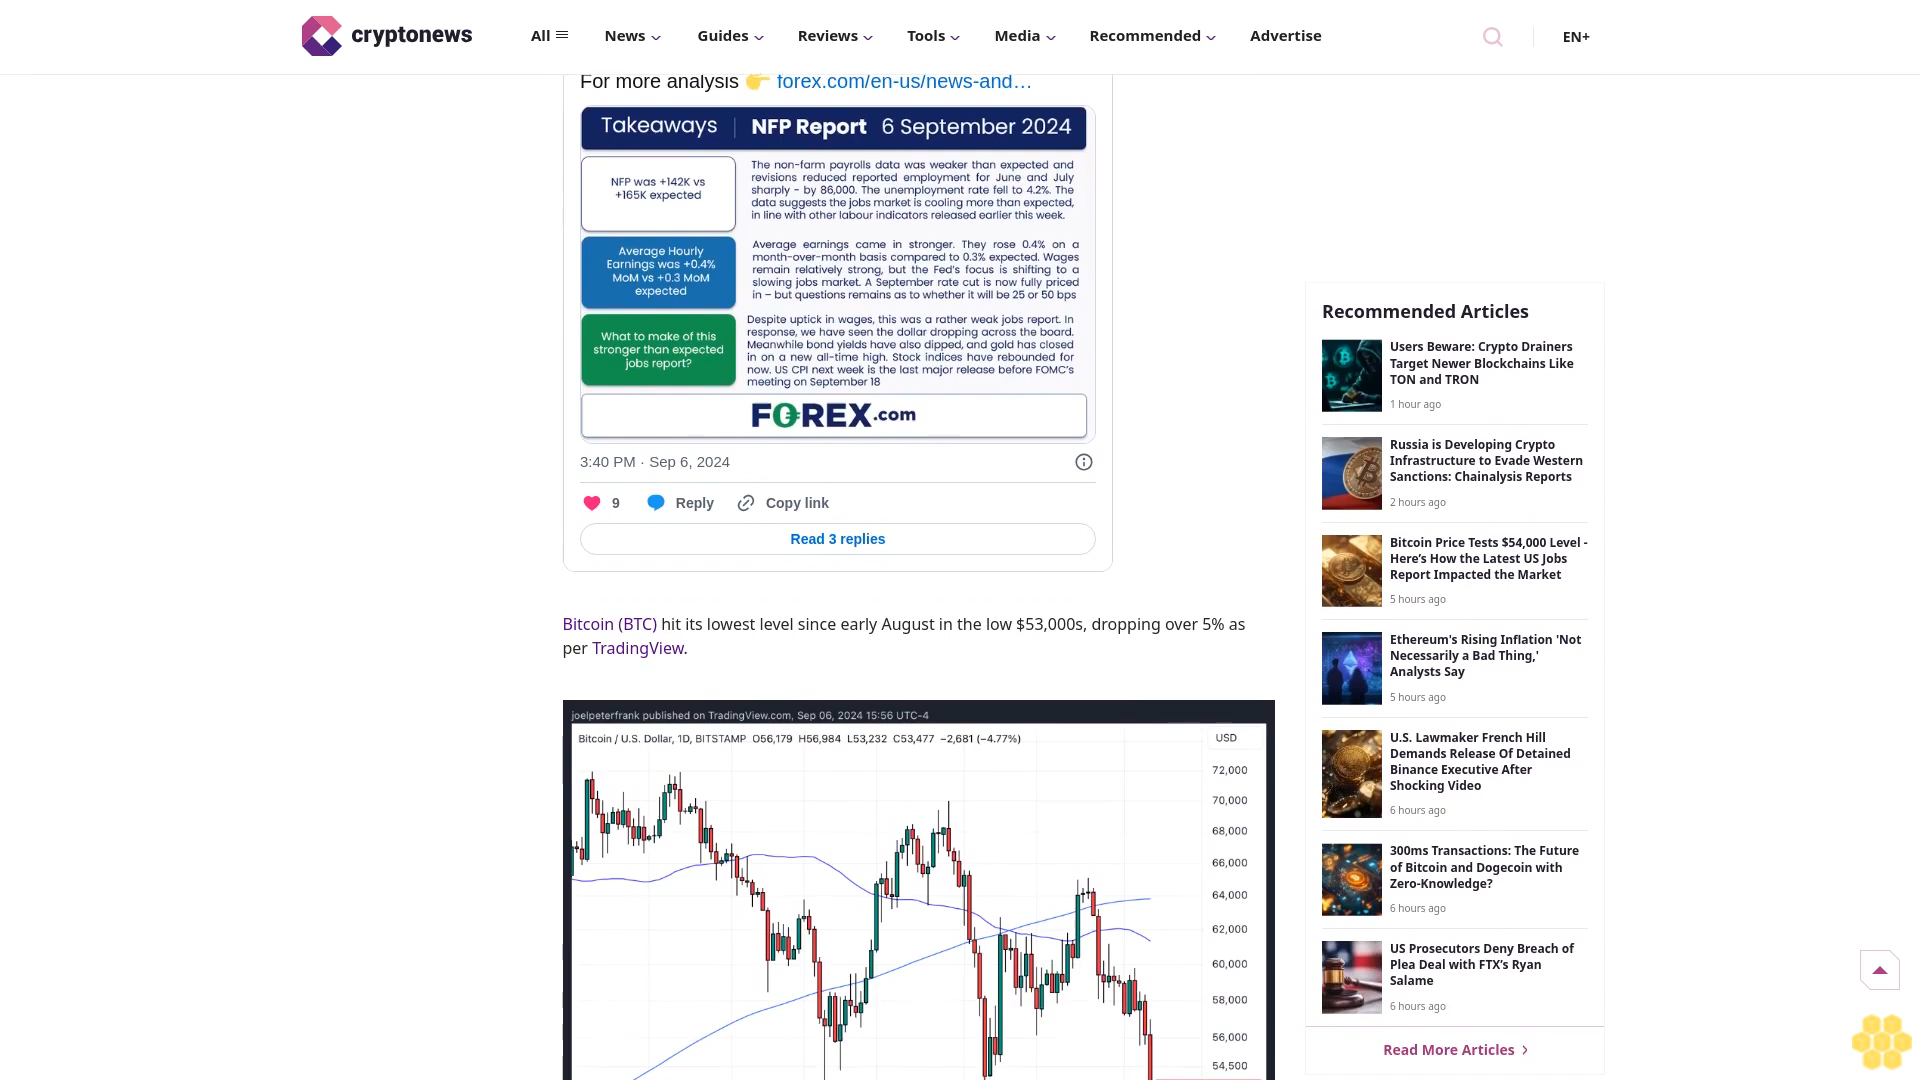 cryptonews
All
News
Guides
Reviews
Tools
Media
Recommended
Advertise
EN+
For more analysis 👉 forex.com/en-us/news-and…
Takeaways | NFP Report 6 September 2024
NFP was +142K vs
+165K expected
The non-farm payrolls data was weaker than expected and
revisions reduced reported employment for June and July
sharply - by 86,000. The unemployment rate fell to 4.2%. The
data suggests the jobs market is cooling more than expected,
in line with other labour indicators released earlier this week.
Average Hourly
Earnings was +0.4%
MoM vs +0.3 MoM
expected
Average earnings came in stronger. They rose 0.4% on a
month-over-month basis compared to 0.3% expected. Wages
remain relatively strong, but the Fed's focus is shifting to a
slowing jobs market. A September rate cut is now fully priced
in – but questions remains as to whether it will be 25 or 50 bps
What to make of this
stronger than expected
jobs report?
Despite uptick in wages, this was a rather weak jobs report. In
response, we have seen the dollar dropping across the board.
Meanwhile bond yields have also dipped, and gold has closed
in on a new all-time high. Stock indices have rebounded for
now. US CPI next week is the last major release before FOMC's
meeting on September 18
FOREX.com
3:40 PM · Sep 6, 2024
9
Reply
Copy link
Read 3 replies
Bitcoin (BTC) hit its lowest level since early August in the low $53,000s, dropping over 5% as
per TradingView.
joelpeterfrank published on TradingView.com, Sep 06, 2024 15:56 UTC-4
Bitcoin / U.S. Dollar, 1D, BITSTAMP O56,179 H56,984 L53,232 C53,477 −2,681 (−4.77%)
USD
72,000
70,000
68,000
66,000
64,000
62,000
60,000
58,000
56,000
54,500
Recommended Articles
Users Beware: Crypto Drainers
Target Newer Blockchains Like
TON and TRON
1 hour ago
Russia is Developing Crypto
Infrastructure to Evade Western
Sanctions: Chainalysis Reports
2 hours ago
Bitcoin Price Tests $54,000 Level -
Here’s How the Latest US Jobs
Report Impacted the Market
5 hours ago
Ethereum's Rising Inflation 'Not
Necessarily a Bad Thing,'
Analysts Say
5 hours ago
U.S. Lawmaker French Hill
Demands Release Of Detained
Binance Executive After
Shocking Video
6 hours ago
300ms Transactions: The Future
of Bitcoin and Dogecoin with
Zero-Knowledge?
6 hours ago
US Prosecutors Deny Breach of
Plea Deal with FTX’s Ryan
Salame
6 hours ago
Read More Articles